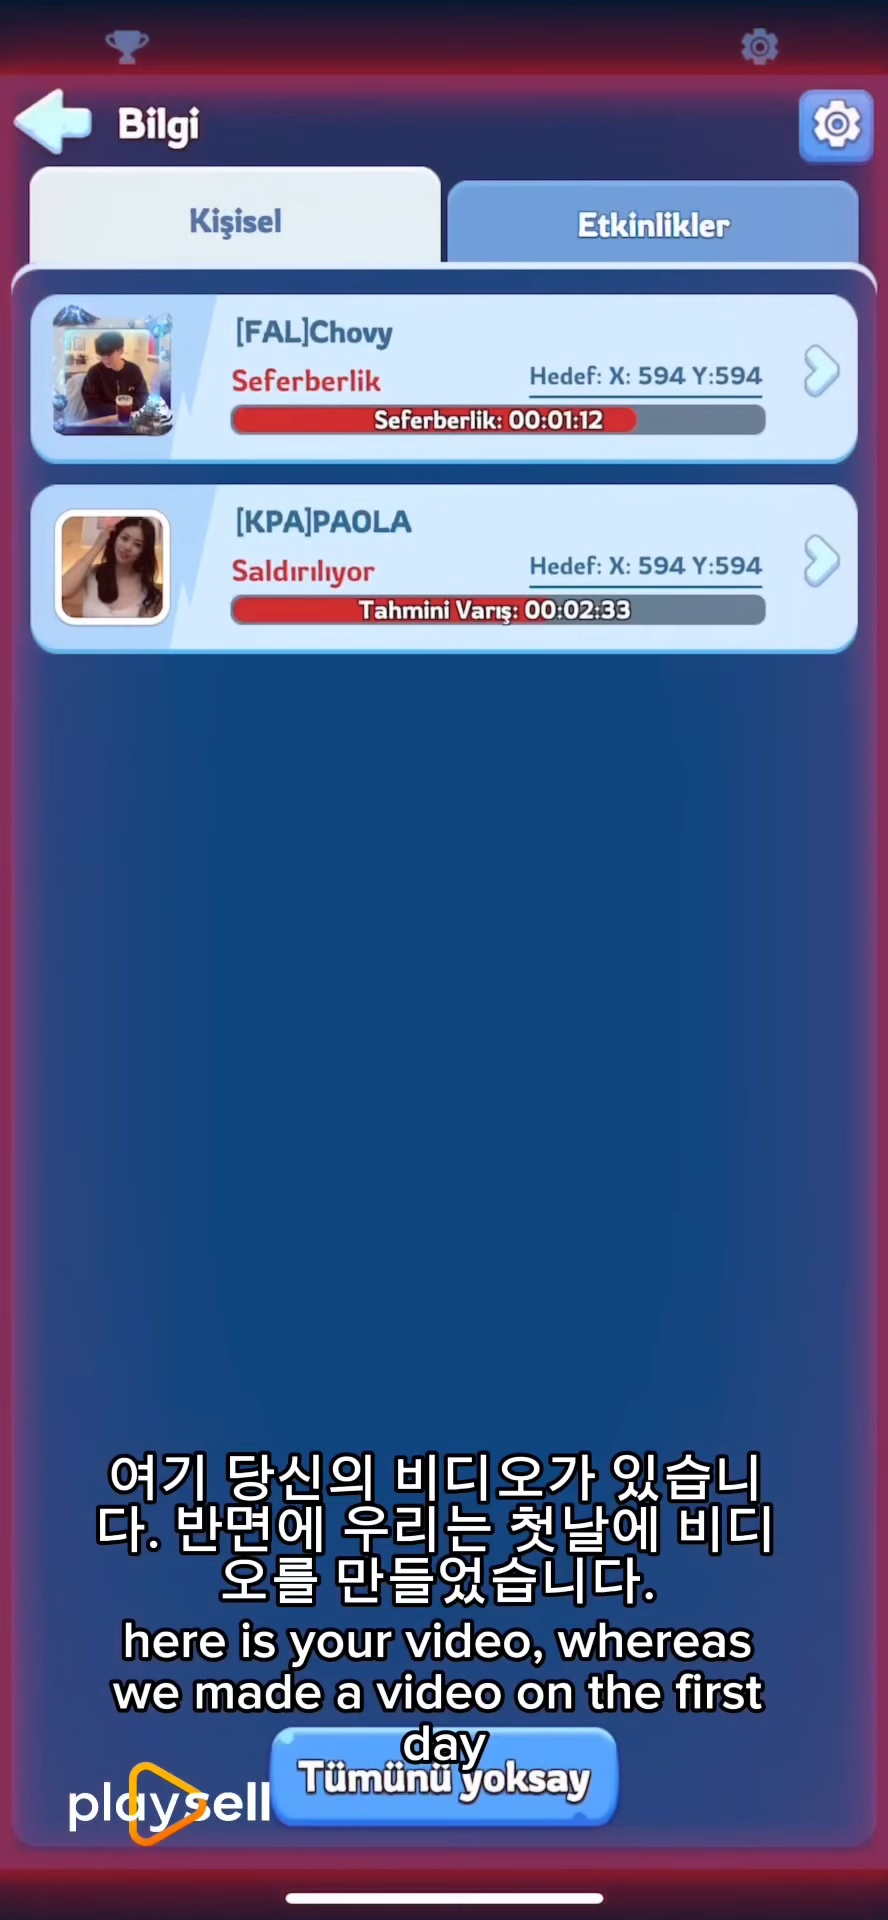 Bilgi
Kişisel
Etkinlikler
[FAL]Chovy
Seferberlik
Hedef: X: 594 Y:594
Seferberlik: 00:01:12
[KPA]PAOLA
Saldırılıyor
Hedef: X: 594 Y:594
Tahmini Varış: 00:02:33
여기 당신의 비디오가 있습니
다. 반면에 우리는 첫날에 비디
오를 만들었습니다.
here is your video, whereas
we made a video on the first
day
Tümünü yoksay
playsell